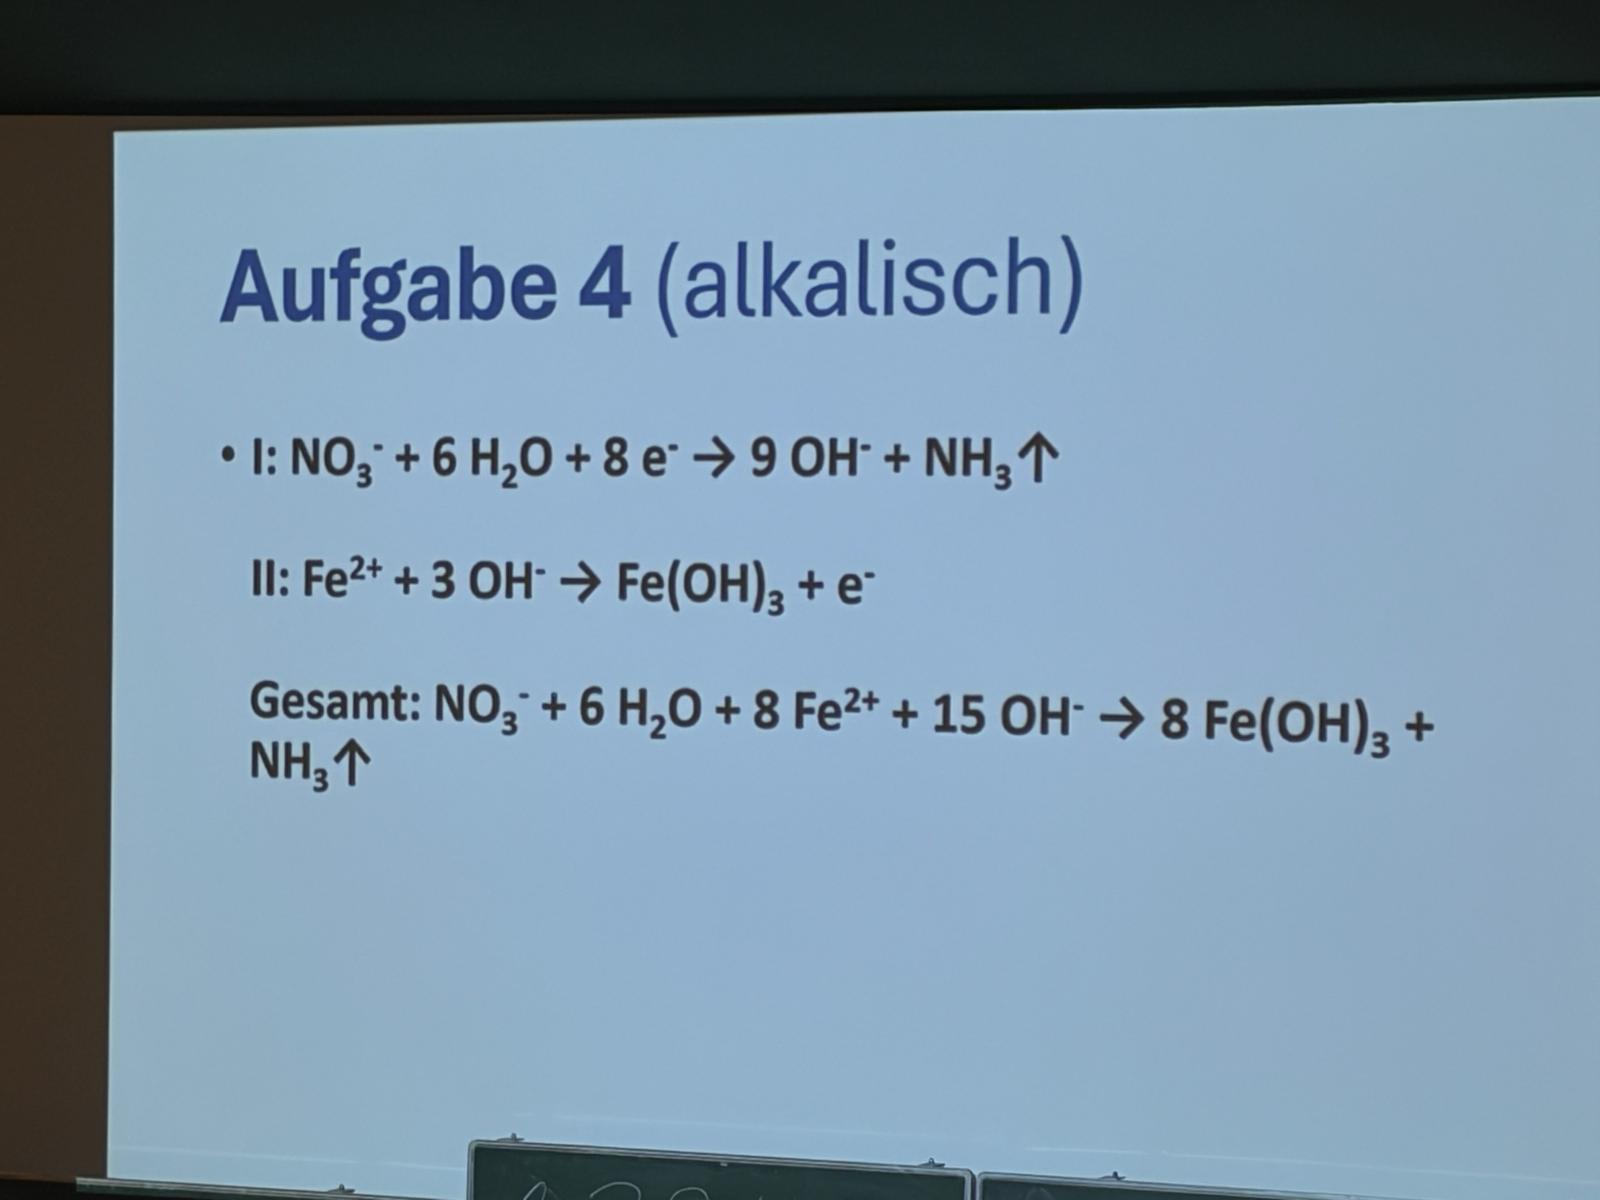 Aufgabe 4 (alkalisch)
• I: NO₃⁻ + 6 H₂O + 8 e⁻ → 9 OH⁻ + NH₃↑
II: Fe²⁺ + 3 OH⁻ → Fe(OH)₃ + e⁻
Gesamt: NO₃⁻ + 6 H₂O + 8 Fe²⁺ + 15 OH⁻ → 8 Fe(OH)₃ +
NH₃↑